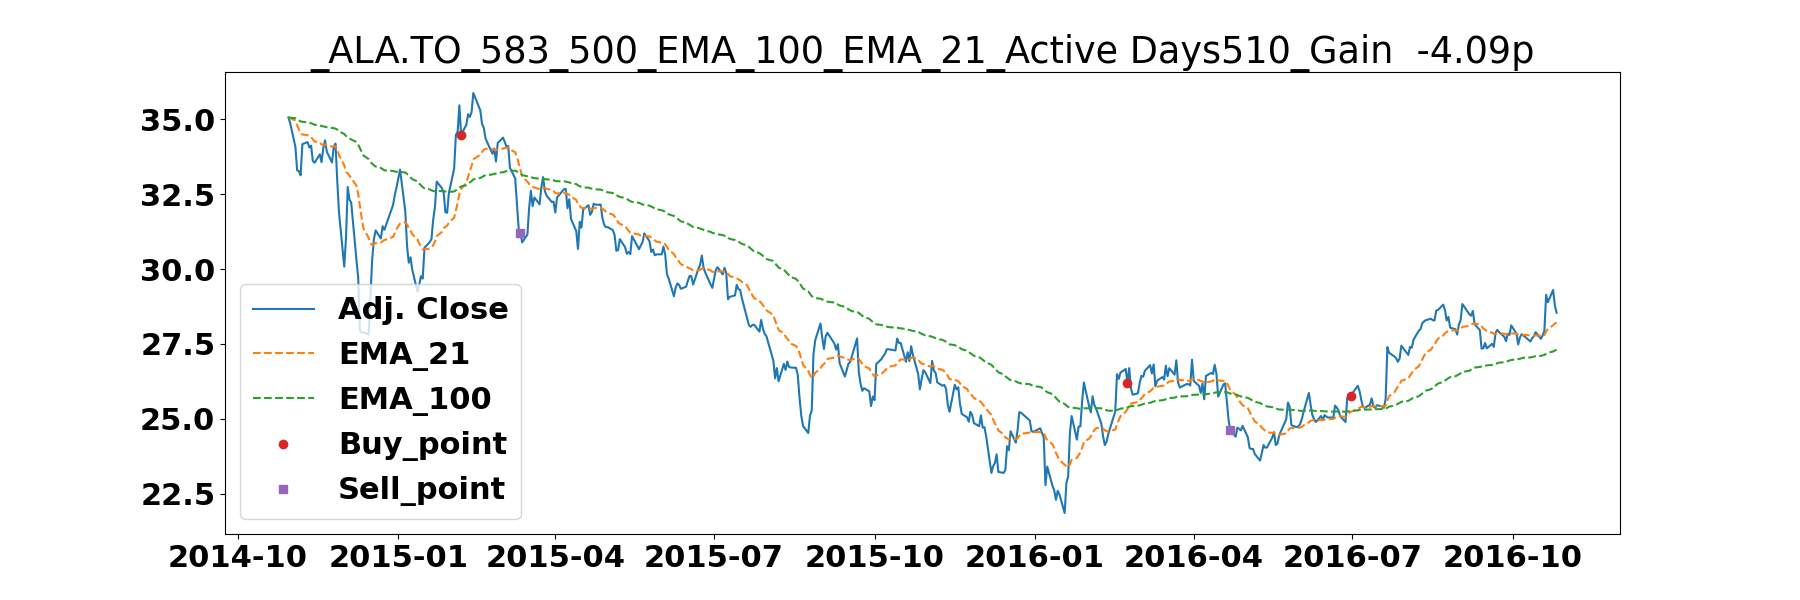 _ALA.TO_583_500_EMA_100_EMA_21_Active Days510_Gain  -4.09p
35.0
32.5
30.0
27.5
25.0
22.5
Adj. Close
EMA_21
EMA_100
Buy_point
Sell_point
2014-10 2015-01 2015-04 2015-07 2015-10 2016-01 2016-04 2016-07 2016-10